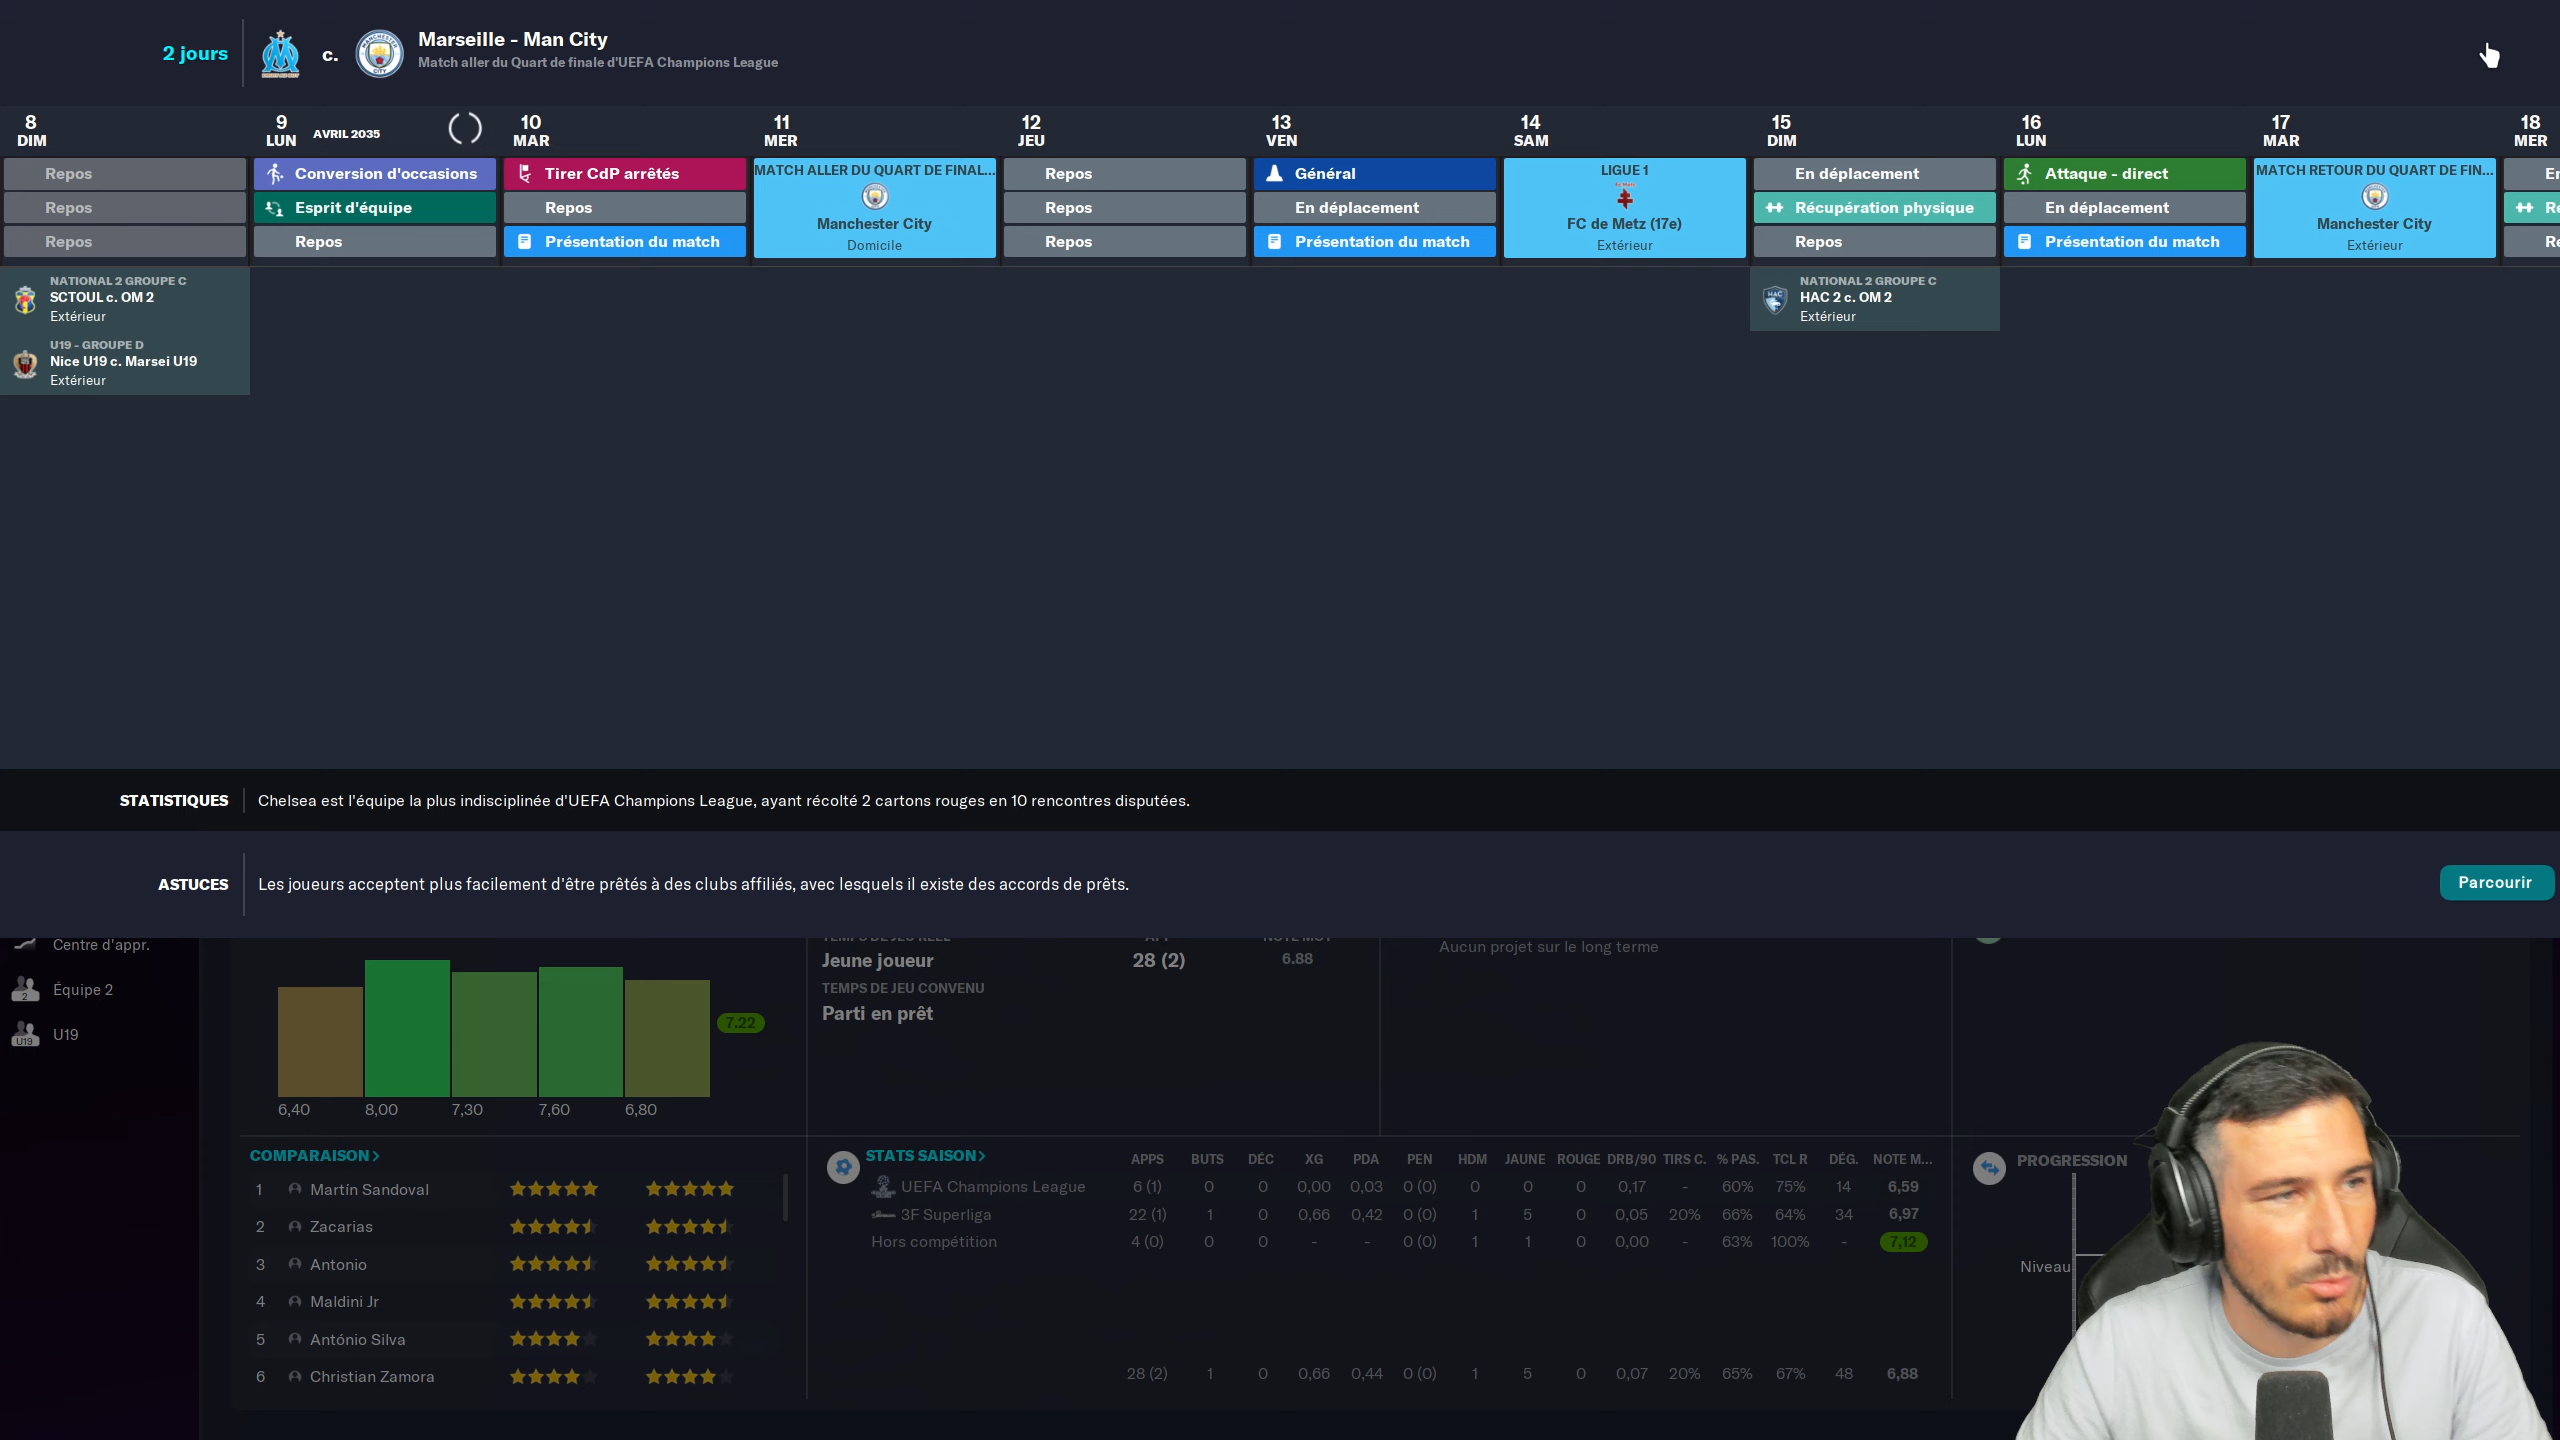 2 jours
c.
Marseille - Man City
Match aller du Quart de finale d'UEFA Champions League
8
DIM
9
LUN
AVRIL 2035
10
MAR
11
MER
12
JEU
13
VEN
14
SAM
15
DIM
16
LUN
17
MAR
18
MER
Repos
Repos
Repos
Conversion d'occasions
Esprit d'équipe
Repos
Tirer CdP arrêtés
Repos
Présentation du match
MATCH ALLER DU QUART DE FINAL...
Manchester City
Domicile
Repos
Repos
Repos
Général
En déplacement
Présentation du match
LIGUE 1
FC de Metz (17e)
Extérieur
En déplacement
Récupération physique
Repos
Attaque - direct
En déplacement
Présentation du match
MATCH RETOUR DU QUART DE FIN...
Manchester City
Extérieur
NATIONAL 2 GROUPE C
SCTOUL c. OM 2
Extérieur
U19 - GROUPE D
Nice U19 c. Marsei U19
Extérieur
NATIONAL 2 GROUPE C
HAC 2 c. OM 2
Extérieur
STATISTIQUES
Chelsea est l'équipe la plus indisciplinée d'UEFA Champions League, ayant récolté 2 cartons rouges en 10 rencontres disputées.
ASTUCES
Les joueurs acceptent plus facilement d'être prêtés à des clubs affiliés, avec lesquels il existe des accords de prêts.
Parcourir
Centre d'appr.
Équipe 2
U19
7.22
6,40 8,00 7,30 7,60 6,80
Jeune joueur
28 (2)
6.88
TEMPS DE JEU CONVENU
Parti en prêt
Aucun projet sur le long terme
COMPARAISON >
1 Martín Sandoval
2 Zacarias
3 Antonio
4 Maldini Jr
5 António Silva
6 Christian Zamora
STATS SAISON > APPS BUTS DÉC XG PDA PEN HDM JAUNE ROUGE DRB/90 TIRS C. % PAS. TCL R DÉG. NOTE M...
UEFA Champions League 6 (1) 0 0 0,00 0,03 0 (0) 0 0 0 0,17 - 60% 75% 14 6,59
3F Superliga 22 (1) 1 0 0,66 0,42 0 (0) 1 5 0 0,05 20% 66% 64% 34 6,97
Hors compétition 4 (0) 0 0 - - 0 (0) 1 1 0 0,00 - 63% 100% - 7,12
28 (2) 1 0 0,66 0,44 0 (0) 1 5 0 0,07 20% 65% 67% 48 6,88
PROGRESSION
Niveau